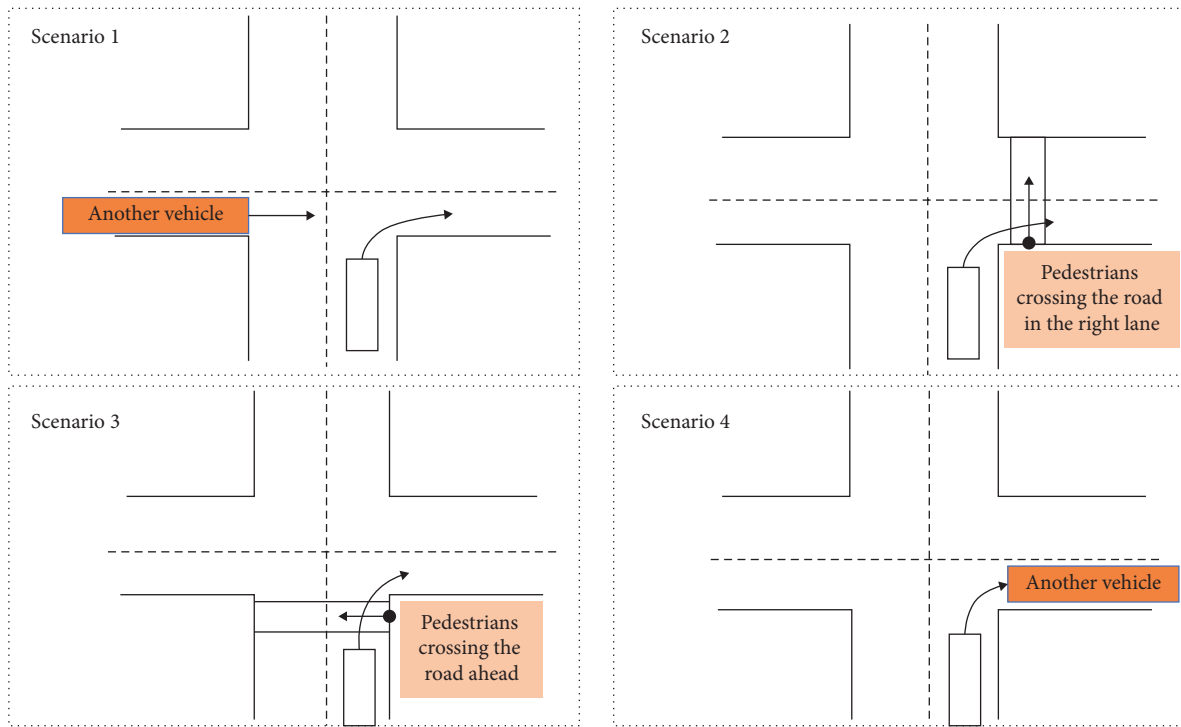 Scenario 1
Another vehicle
Scenario 2
Pedestrians
crossing the road
in the right lane
Scenario 3
Pedestrians
crossing the
road ahead
Scenario 4
Another vehicle